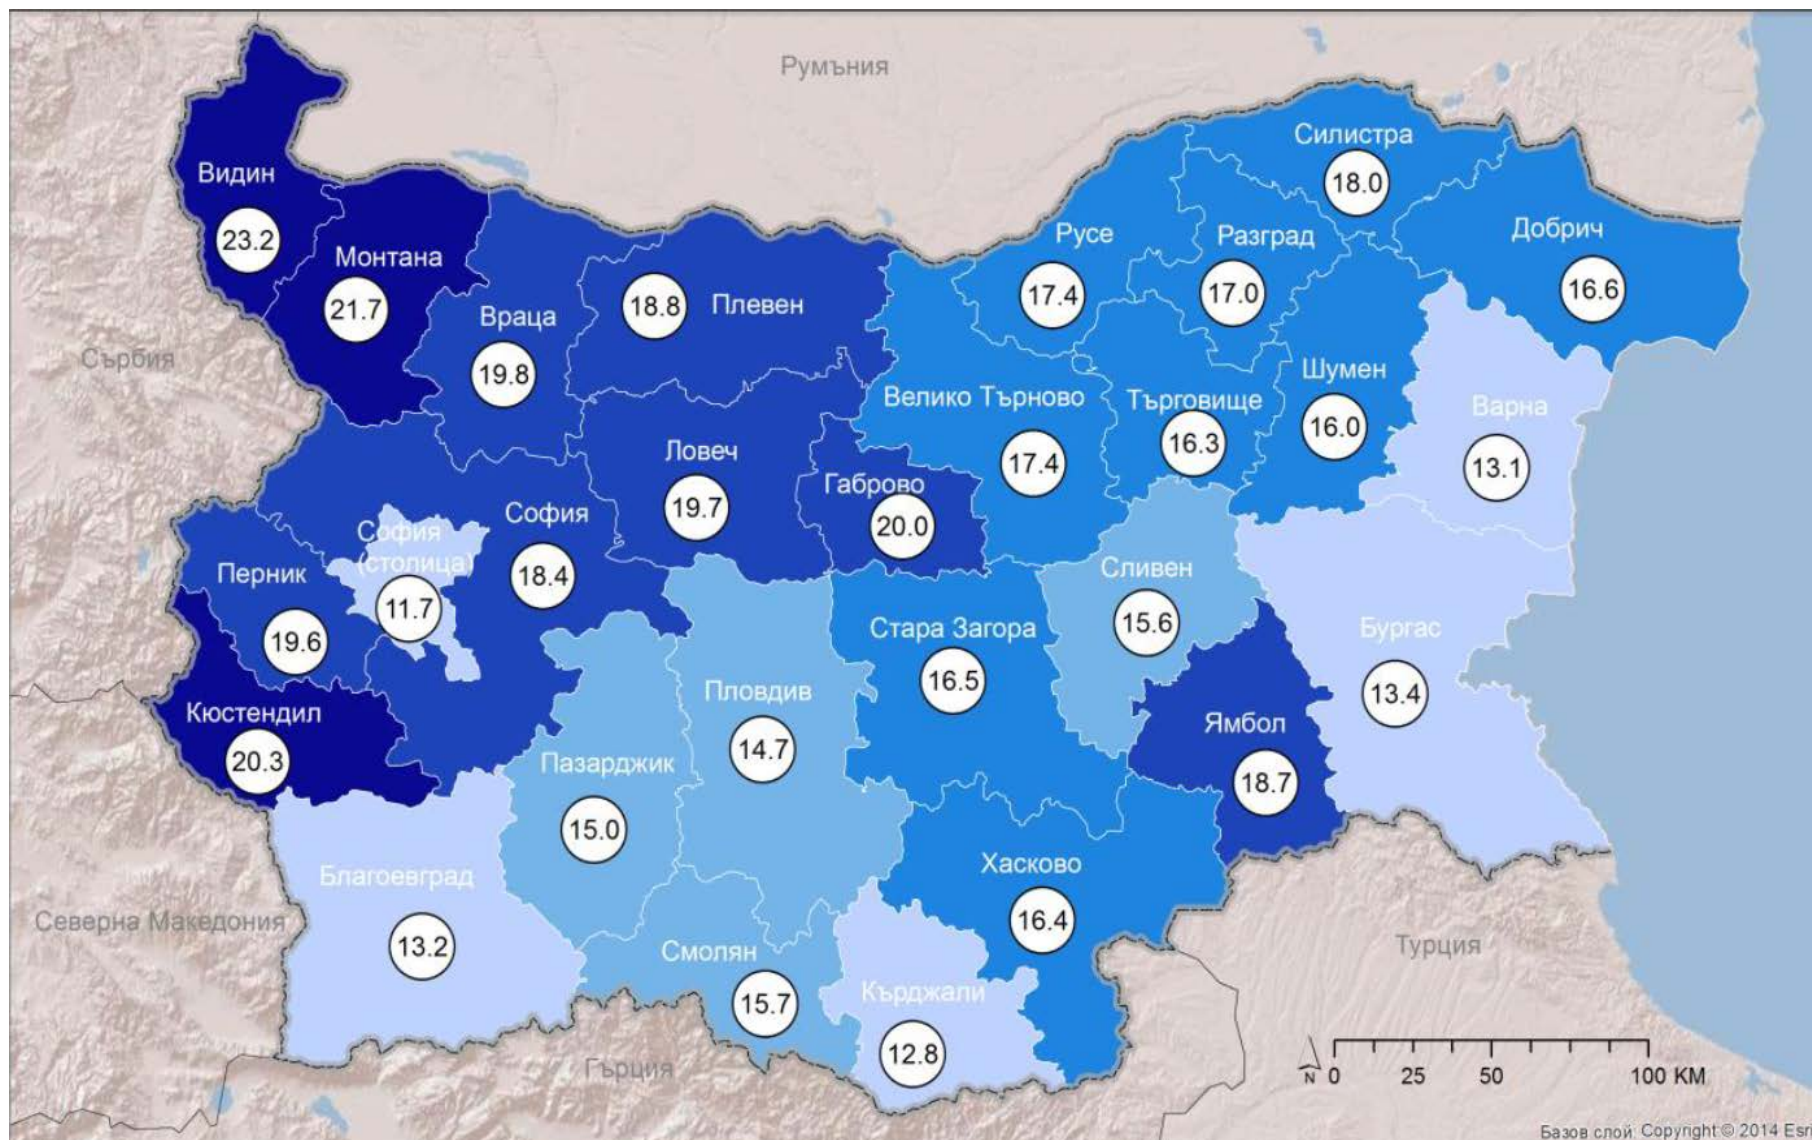 Румъния
Силистра
18.0
Видин
23.2
Добрич
16.6
Русе
17.4
Разград
17.0
Монтана
21.7
Враца
19.8
18.8 Плевен
Сърбия
Шумен
16.0
Велико Търново
17.4
Търговище
16.3
Варна
13.1
Ловеч
19.7
Габрово
20.0
София
18.4
София
(столица)
11.7
Перник
19.6
Сливен
15.6
Стара Загора
16.5
Бургас
13.4
Пловдив
14.7
Кюстендил
20.3
Ямбол
18.7
Пазарджик
15.0
Хасково
16.4
Благоевград
13.2
Северна Македония
Турция
Смолян
15.7
Кърджали
12.8
Гърция
N 0 25 50 100 KM
Базов слой: Copyright:© 2014 Esri